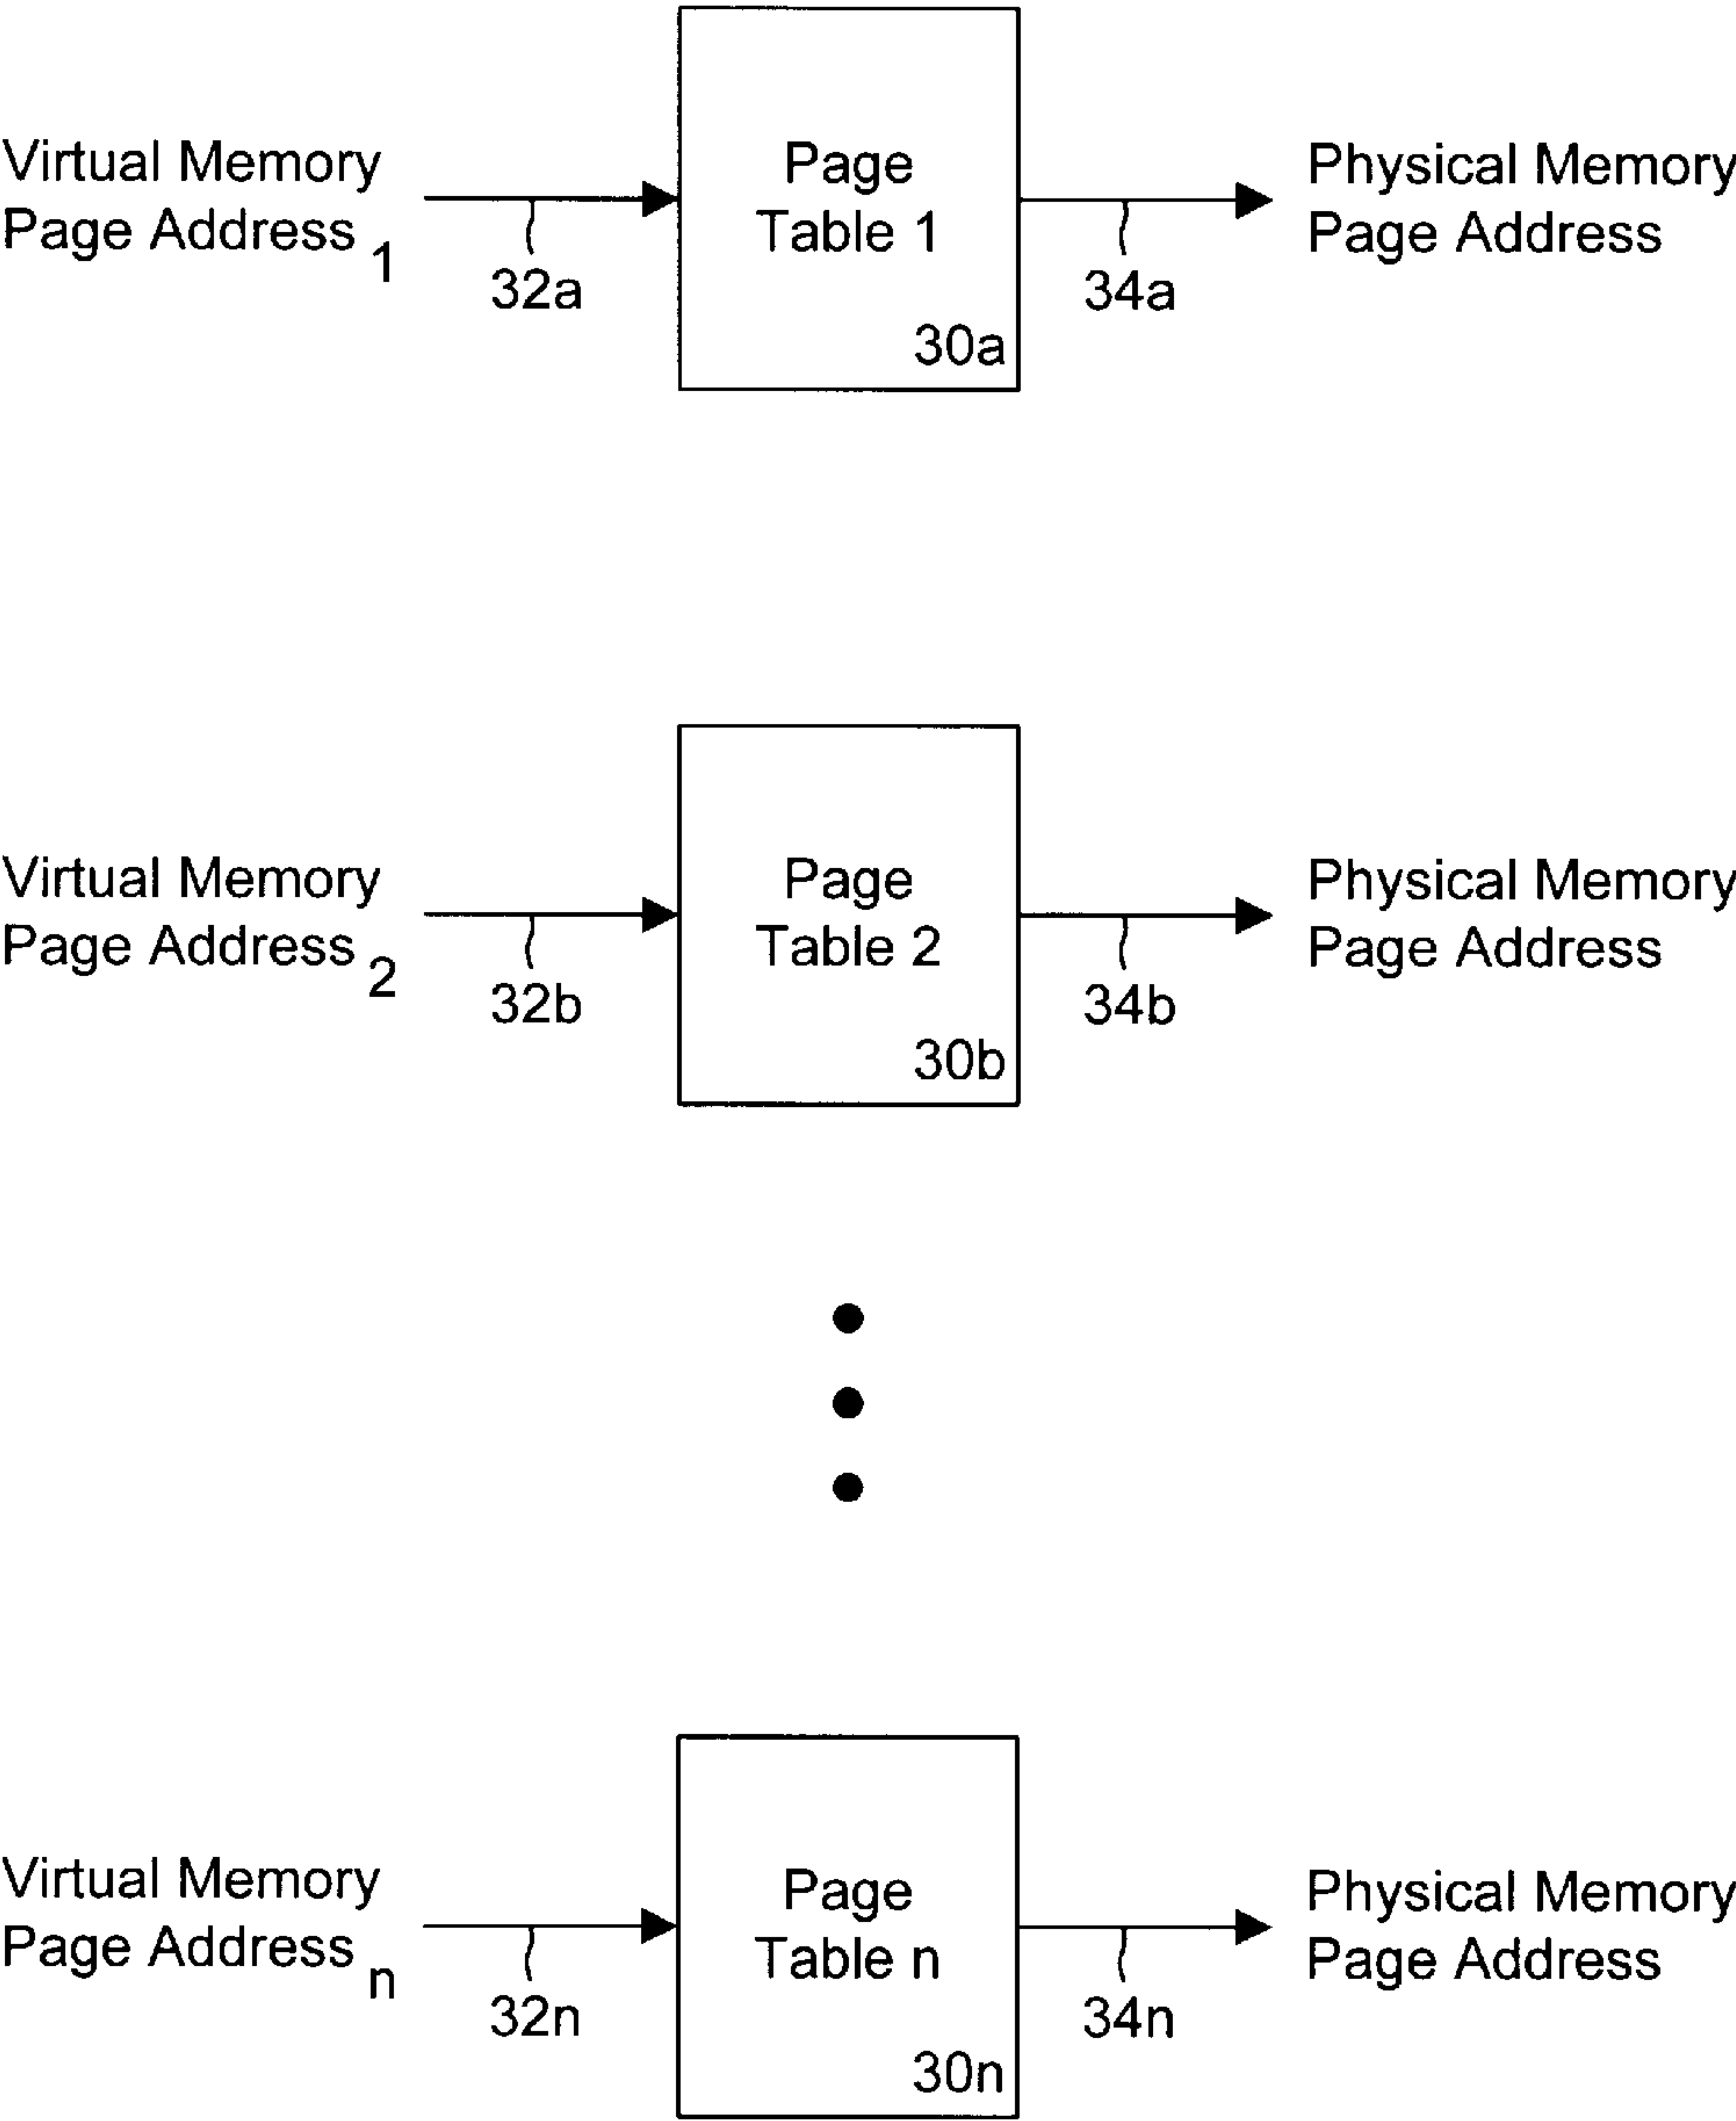 Virtual Memory
Page Address 1
32a
Page
Table 1
30a
34a
Physical Memory
Page Address
Virtual Memory
Page Address 2
32b
Page
Table 2
30b
34b
Physical Memory
Page Address
Virtual Memory
Page Address n
32n
Page
Table n
30n
34n
Physical Memory
Page Address